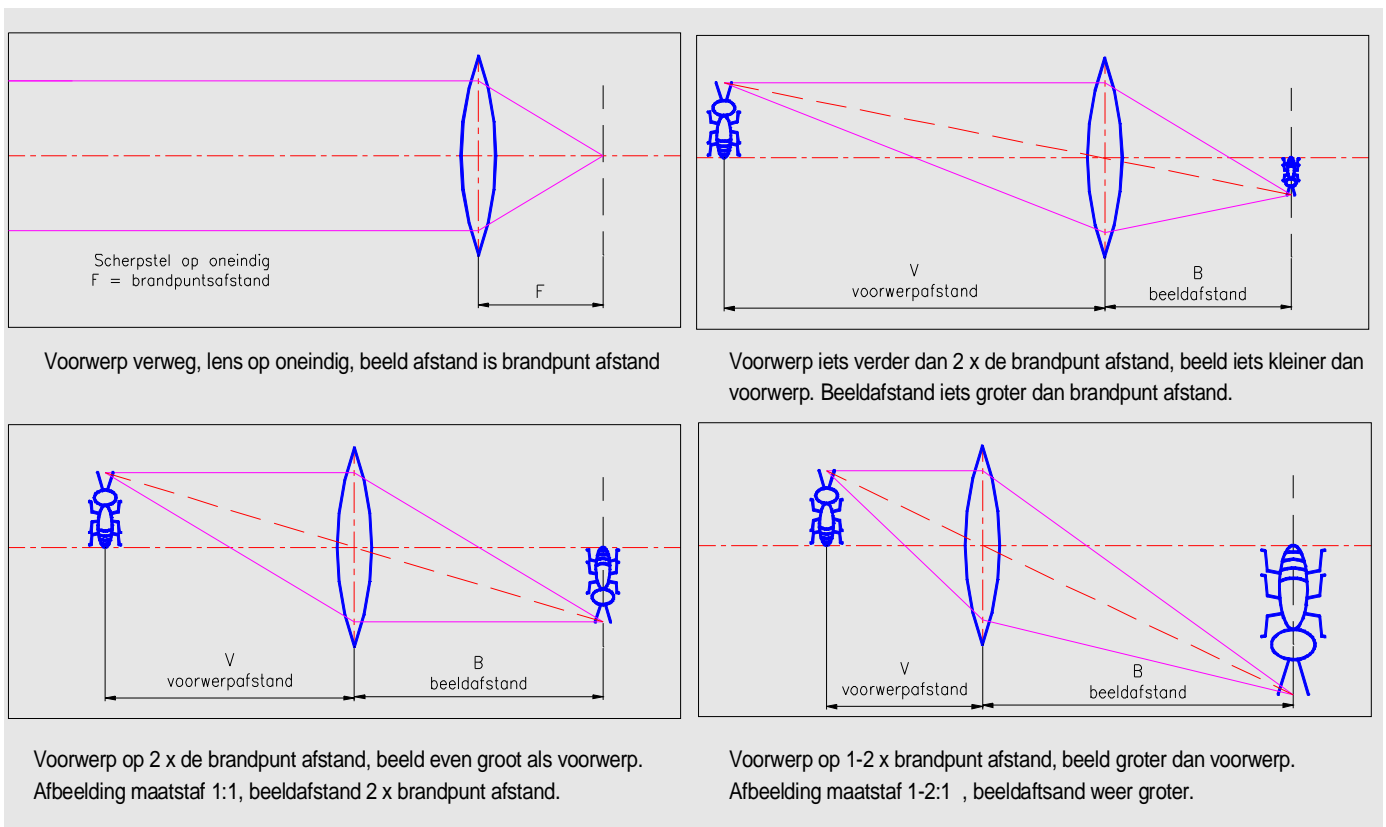 Scherpstel op oneindig
F = brandpuntsafstand
F
Voorwerp verweg, lens op oneindig, beeld afstand is brandpunt afstand
V
voorwerpafstand
B
beeldafstand
Voorwerp iets verder dan 2 x de brandpunt afstand, beeld iets kleiner dan
voorwerp. Beeldafstand iets groter dan brandpunt afstand.
V
voorwerpafstand
B
beeldafstand
Voorwerp op 2 x de brandpunt afstand, beeld even groot als voorwerp.
Afbeelding maatstaf 1:1, beeldafstand 2 x brandpunt afstand.
V
voorwerpafstand
B
beeldafstand
Voorwerp op 1-2 x brandpunt afstand, beeld groter dan voorwerp.
Afbeelding maatstaf 1-2:1 , beeldaftsand weer groter.